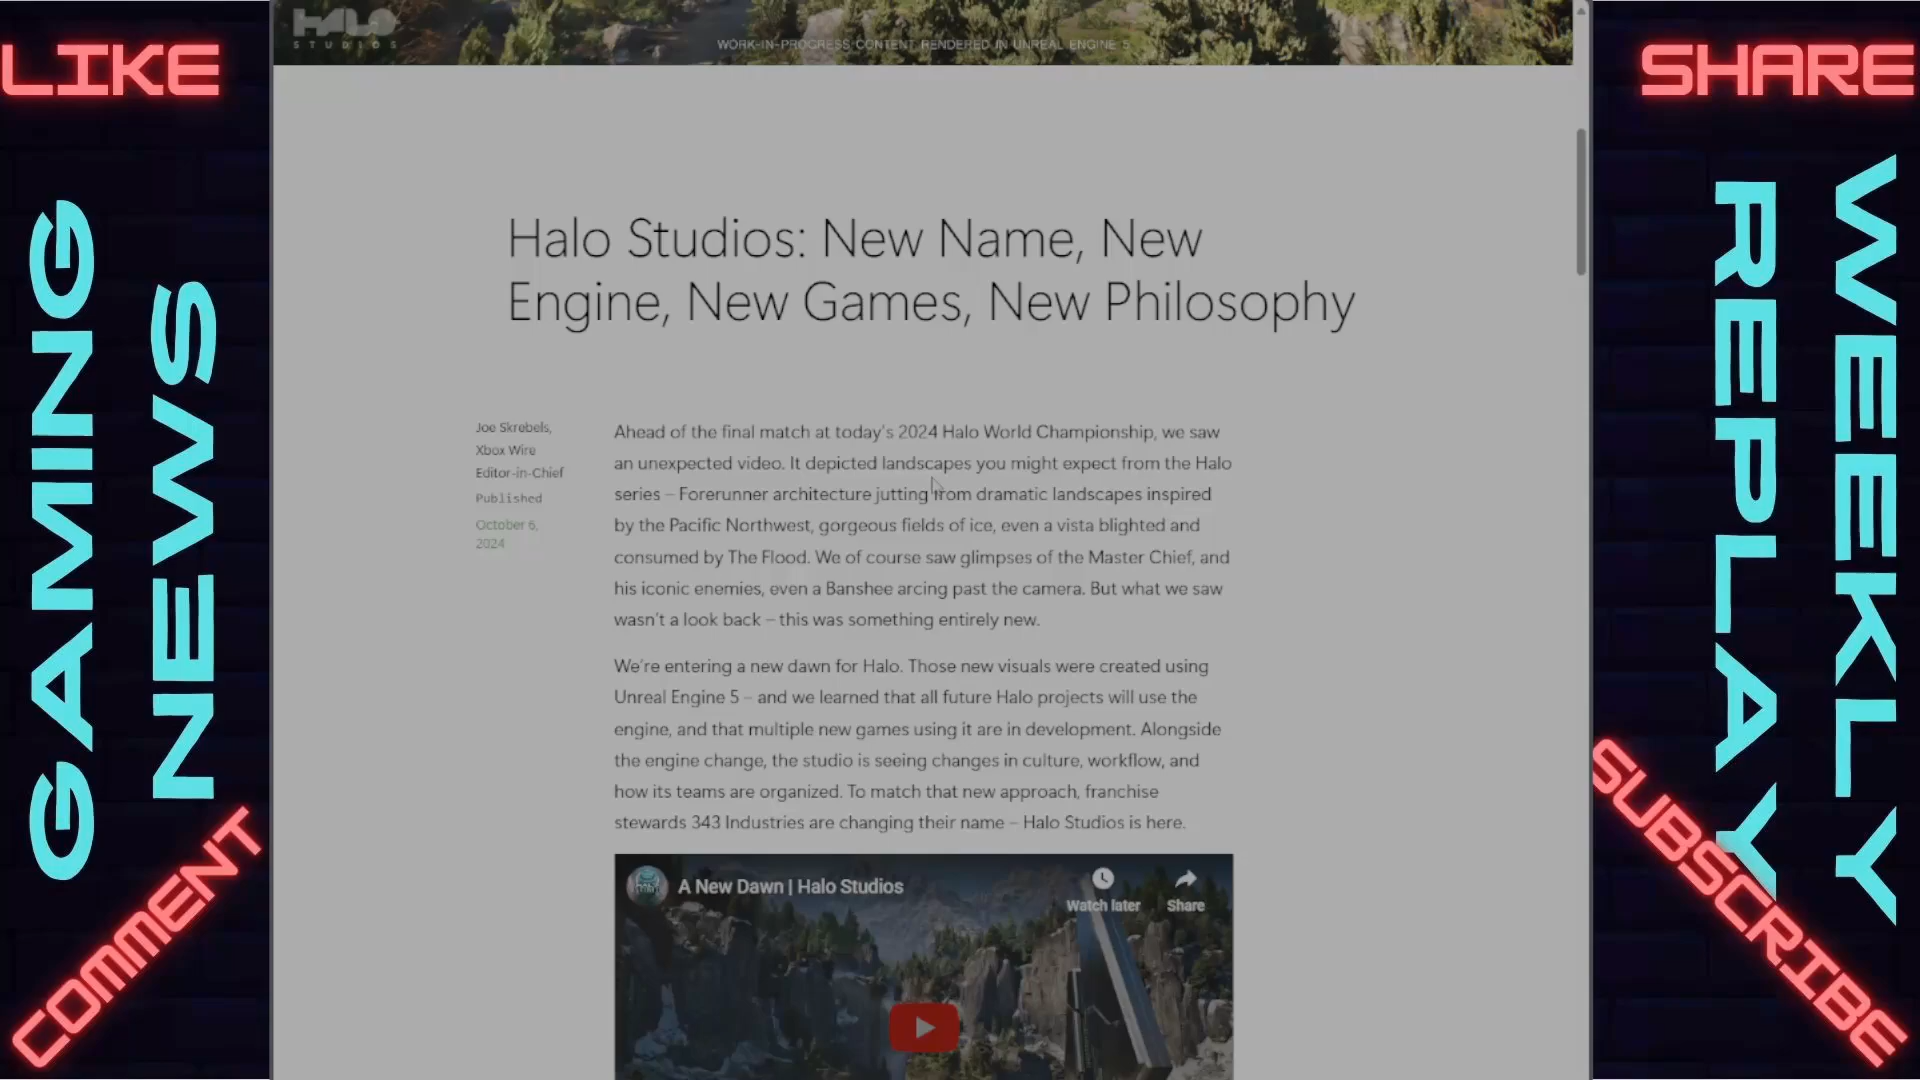 LIKE
GAMING
NEWS
COMMENT
HALO
STUDIOS
WORK-IN-PROGRESS CONTENT RENDERED IN UNREAL ENGINE 5
Halo Studios: New Name, New
Engine, New Games, New Philosophy
Joe Skrebels,
Xbox Wire
Editor-in-Chief
Published
October 6,
2024
Ahead of the final match at today's 2024 Halo World Championship, we saw
an unexpected video. It depicted landscapes you might expect from the Halo
series – Forerunner architecture jutting from dramatic landscapes inspired
by the Pacific Northwest, gorgeous fields of ice, even a vista blighted and
consumed by The Flood. We of course saw glimpses of the Master Chief, and
his iconic enemies, even a Banshee arcing past the camera. But what we saw
wasn't a look back – this was something entirely new.
We're entering a new dawn for Halo. Those new visuals were created using
Unreal Engine 5 – and we learned that all future Halo projects will use the
engine, and that multiple new games using it are in development. Alongside
the engine change, the studio is seeing changes in culture, workflow, and
how its teams are organized. To match that new approach, franchise
stewards 343 Industries are changing their name – Halo Studios is here.
A New Dawn | Halo Studios
Watch later
Share
SHARE
WEEKLY
REPLAY
SUBSCRIBE